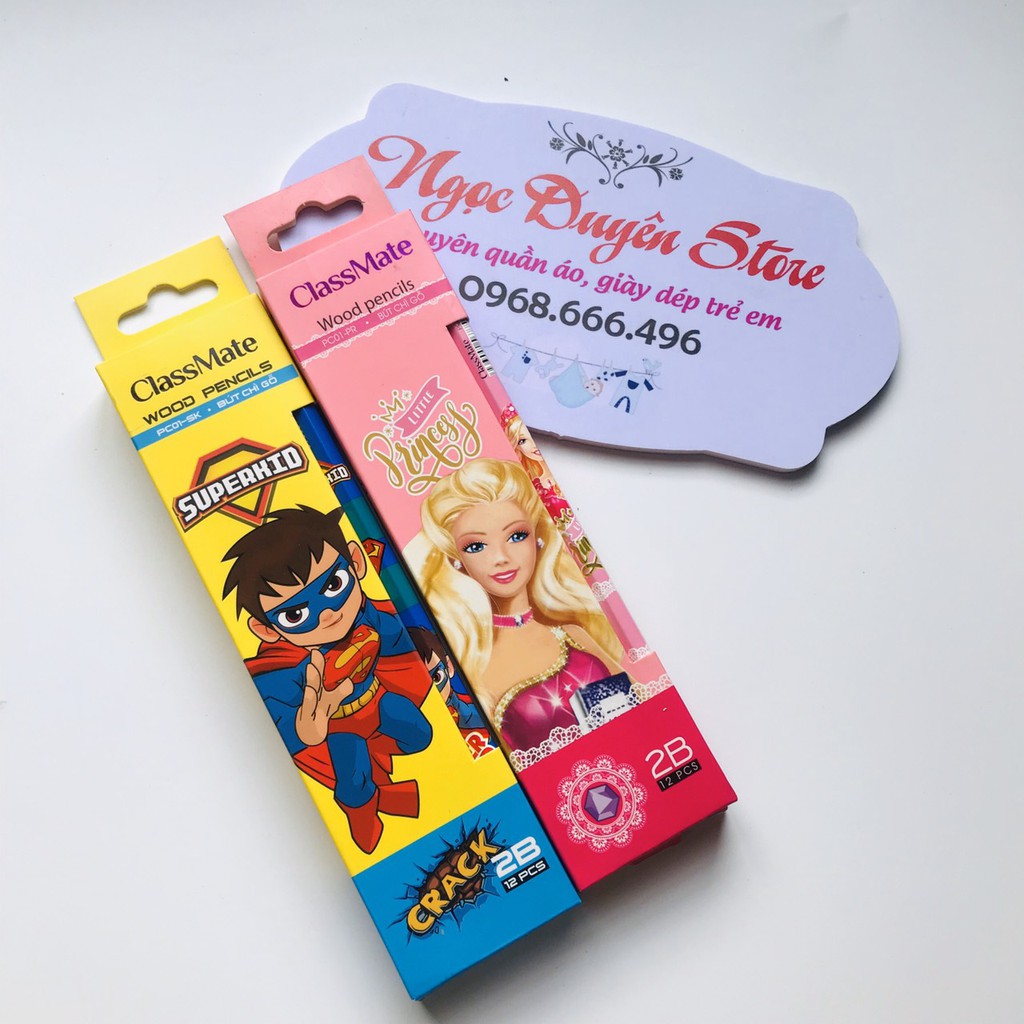 Ngọc Duyên Store
uyên quần áo, giày dép trẻ em
0968.666.496
ClassMate
Wood pencils
PC01-PR • BÚT CHÌ GỖ
LITTLE
Princess
2B
12 PCS
ClassMate
ClassMate
WOOD PENCILS
PC01-SK • BÚT CHÌ GỖ
SUPERKID
CRACK
2B
12 PCS